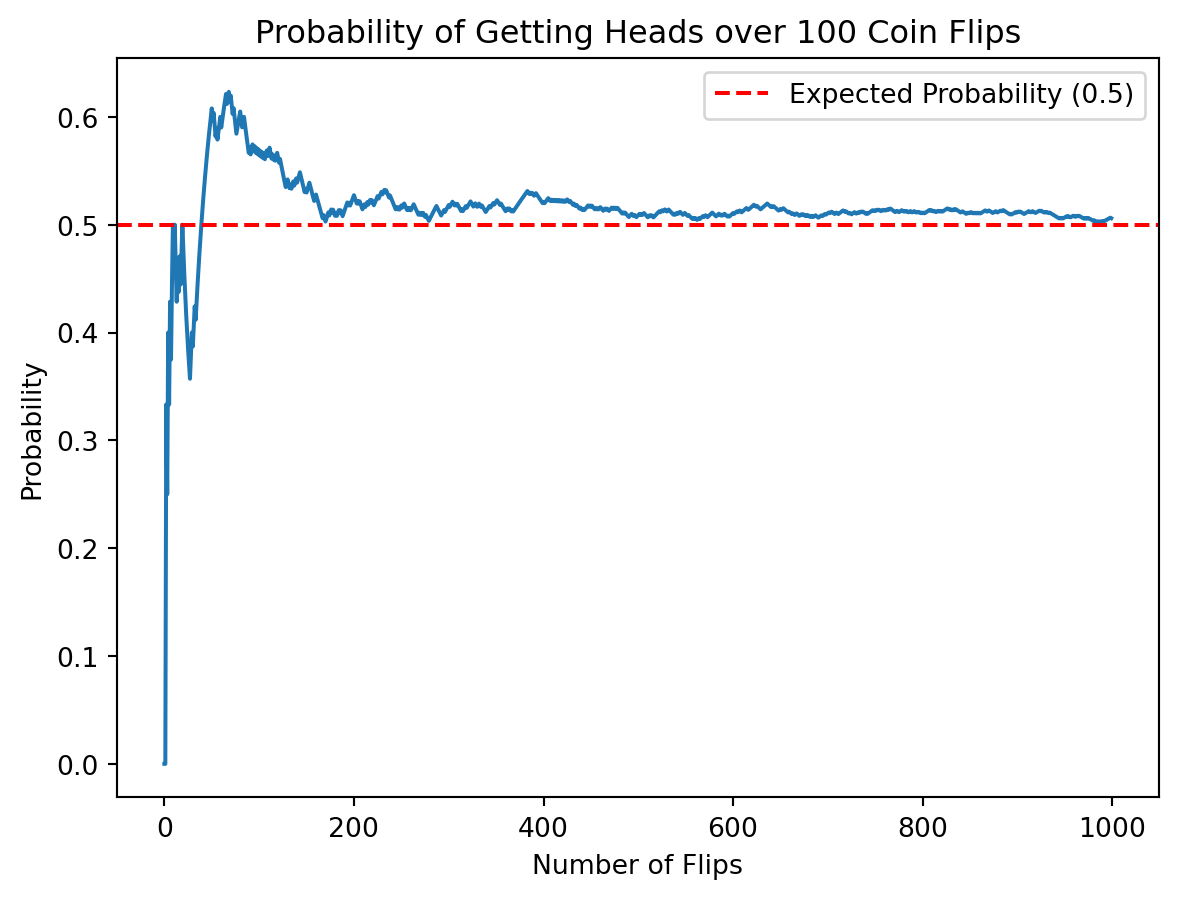 Probability of Getting Heads over 100 Coin Flips
Expected Probability (0.5)
Probability
0.6
0.5
0.4
0.3
0.2
0.1
0.0
0 200 400 600 800 1000
Number of Flips